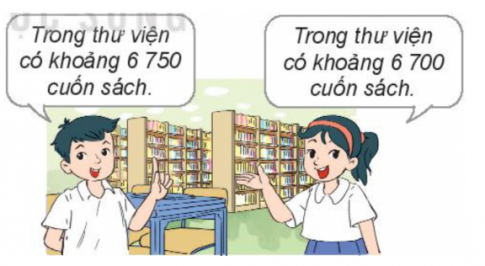 Trong thư viện
có khoảng 6 750
cuốn sách.
Trong thư viện
có khoảng 6 700
cuốn sách.